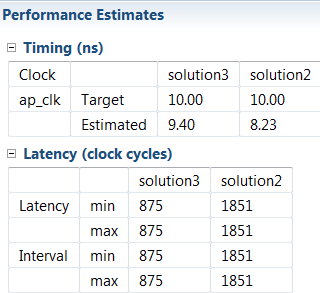 Performance Estimates
Timing (ns)
Clock solution3 solution2
ap_clk Target 10.00 10.00
Estimated 9.40 8.23
Latency (clock cycles)
solution3 solution2
Latency min 875 1851
max 875 1851
Interval min 875 1851
max 875 1851